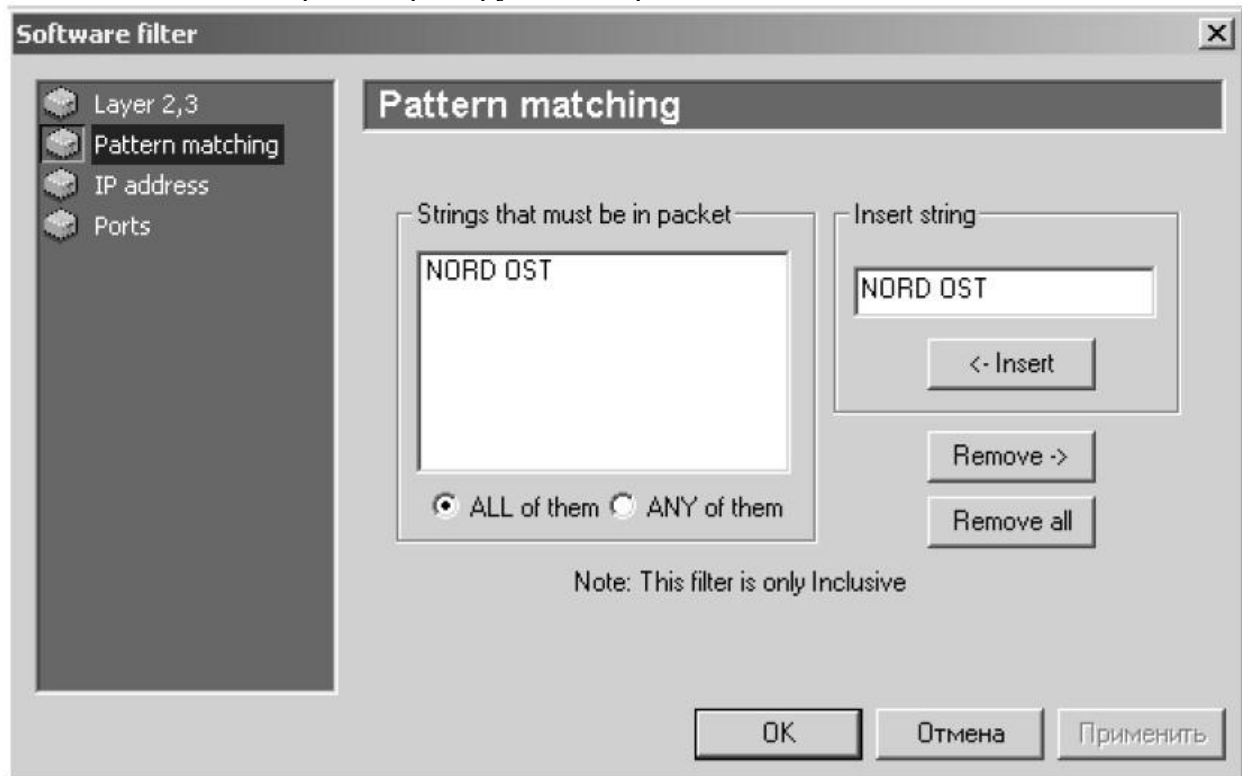 Software filter
Layer 2,3
Pattern matching
IP address
Ports
Pattern matching
Strings that must be in packet
NORD OST
ALL of them ANY of them
Insert string
NORD OST
<- Insert
Remove ->
Remove all
Note: This filter is only Inclusive
OK Отмена Применить